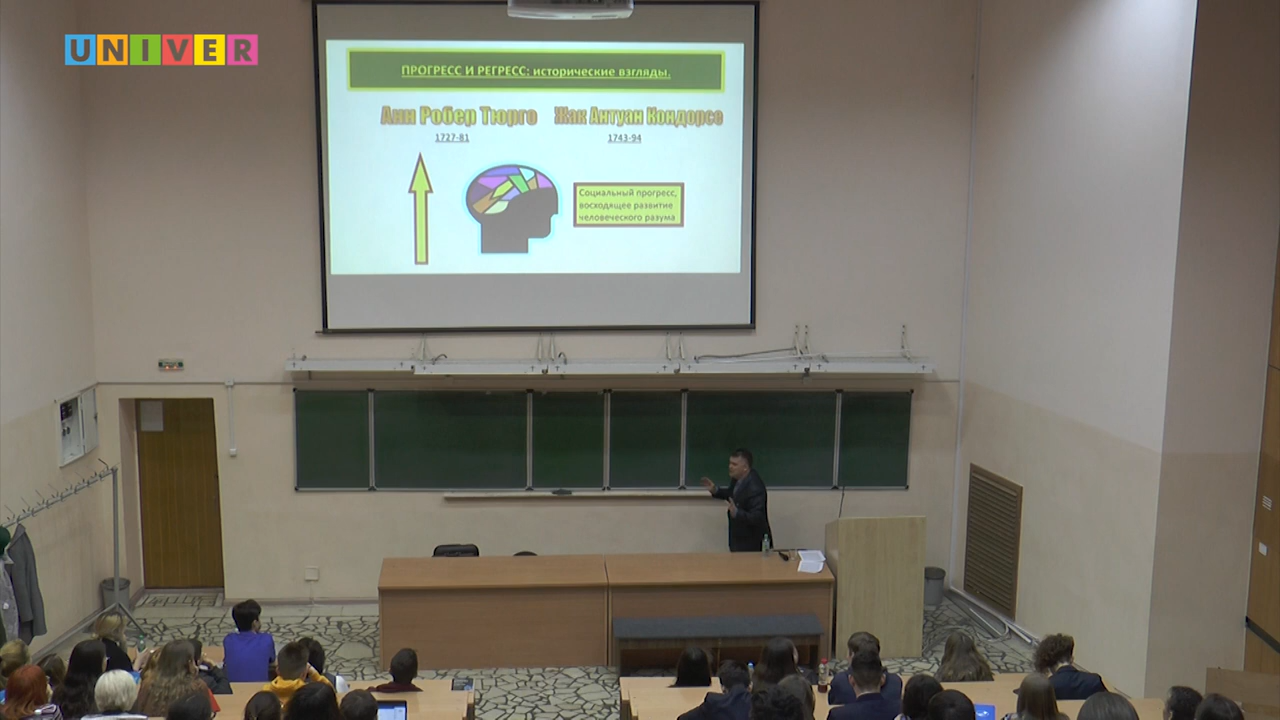 UNIVER
ПРОГРЕСС И РЕГРЕСС: исторические взгляды.
Анн Робер Тюрго Жак Антуан Кондорсе
1727-81 1743-94
Социальный прогресс,
восходящее развитие
человеческого разума